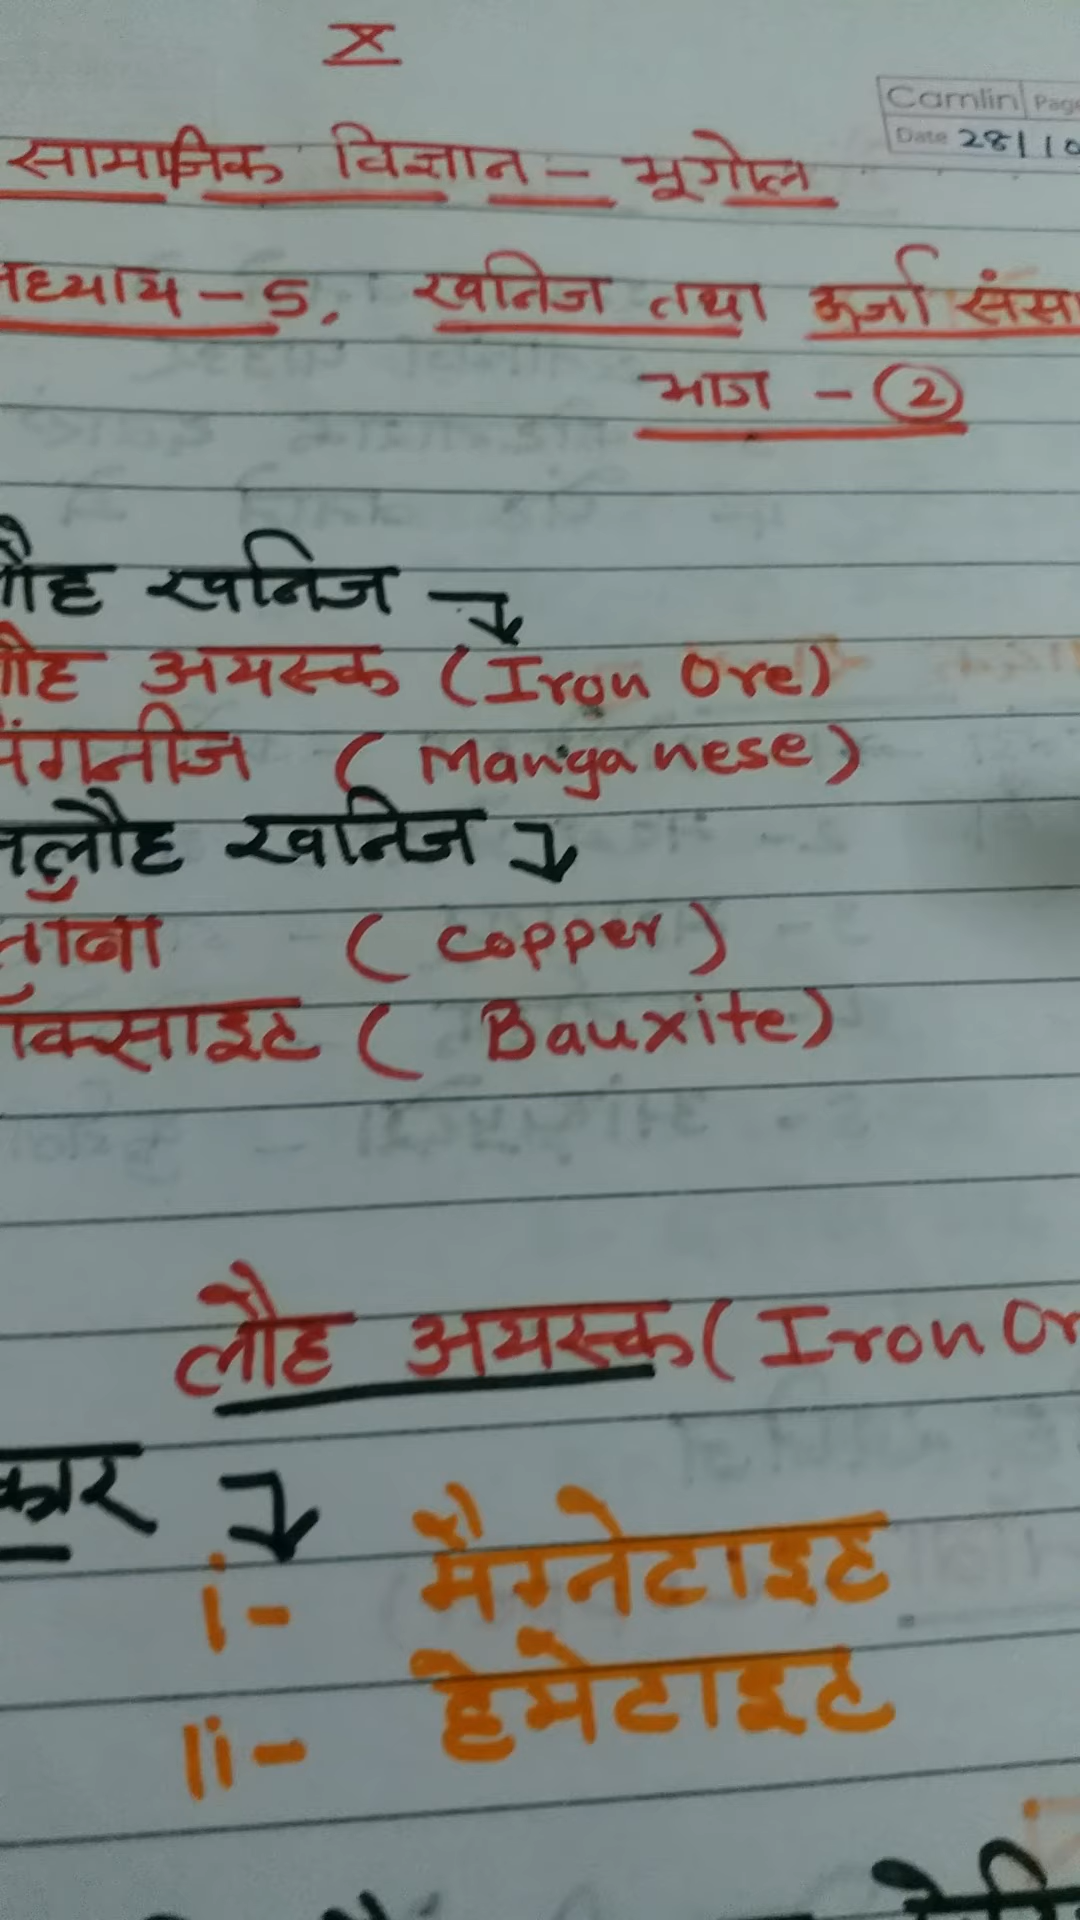 X
Camlin Page
Date 28/10
सामाजिक विज्ञान - भूगोल
ध्याय - 5. खनिज तथा ऊर्जा संसा
भाग - 2
ौह खनिज
ौह अयस्क (Iron Ore)
ंगनीज (Manganese)
लौह खनिज
तांबा (Copper)
क्साइट (Bauxite)
लौह अयस्क (Iron Or
कार
i- मैग्नेटाइट
ii- हेमेटाइट